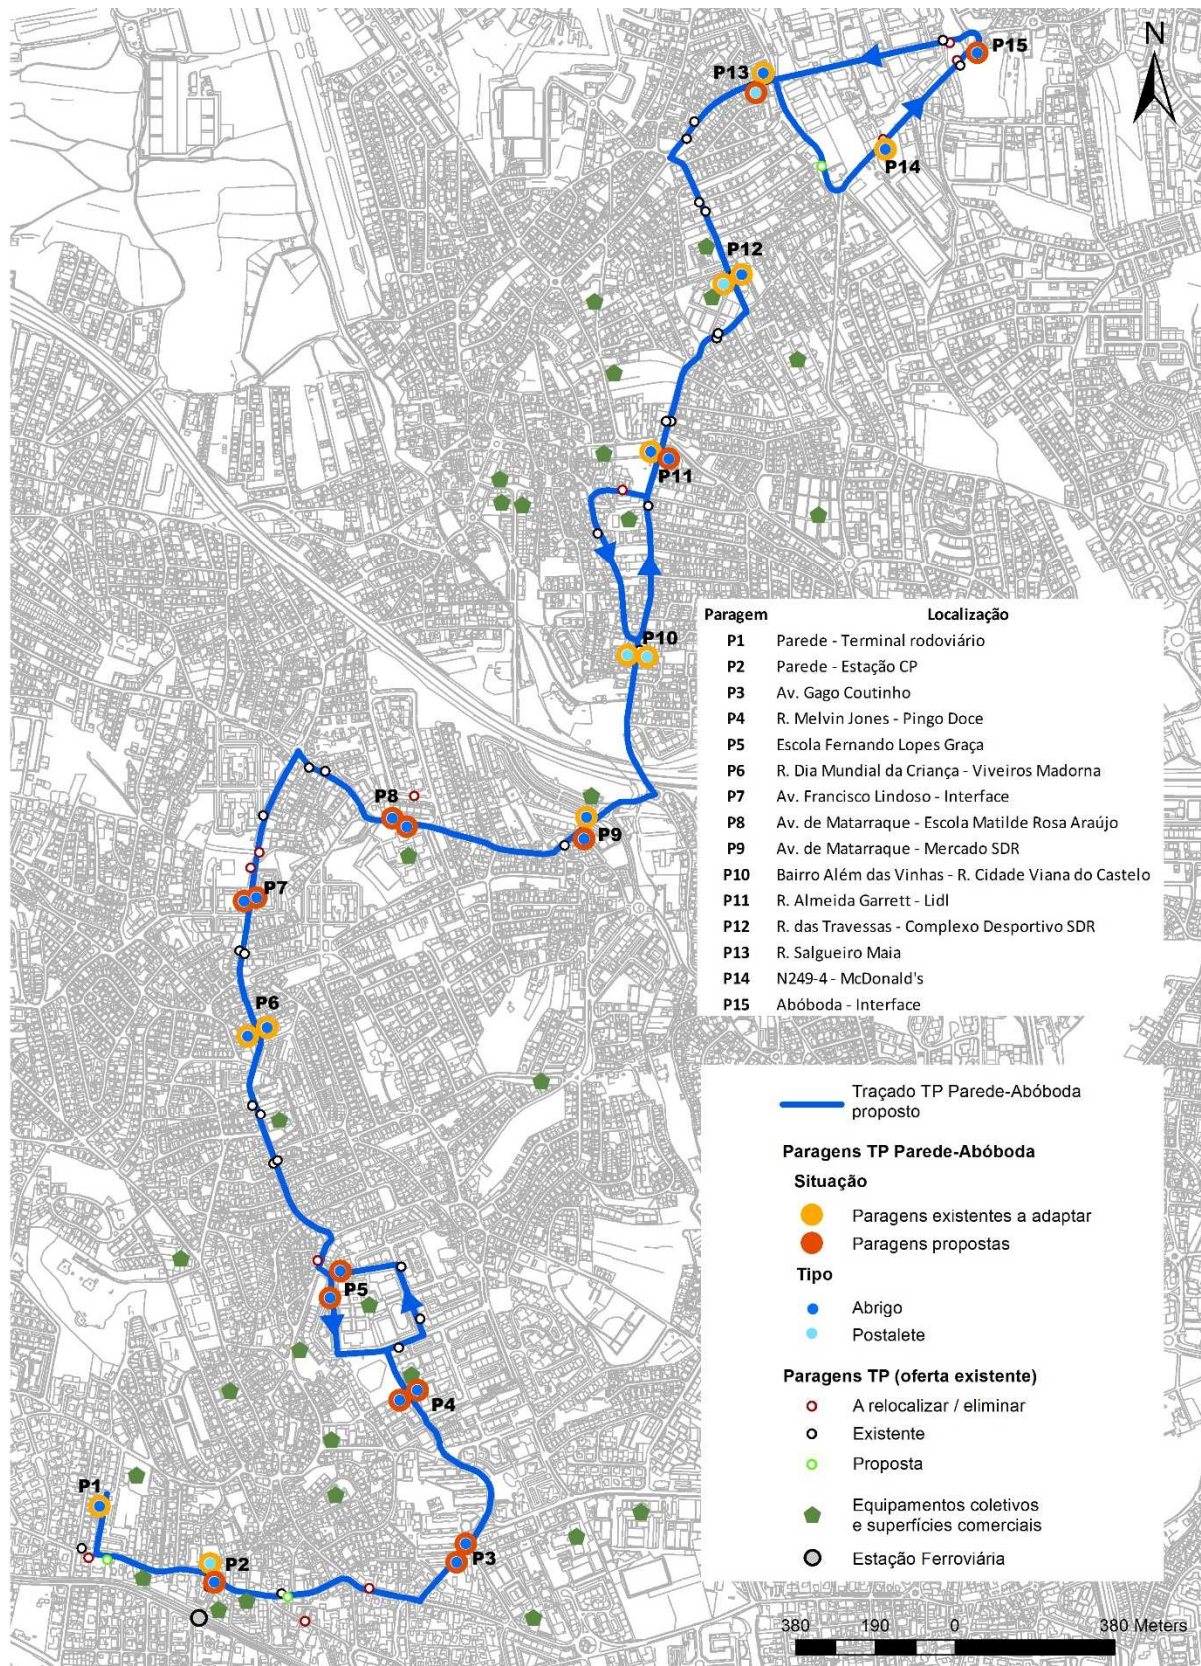 N
P15
P13
P14
P12
P11
P10
Paragem Localização
P1 Parede - Terminal rodoviário
P2 Parede - Estação CP
P3 Av. Gago Coutinho
P4 R. Melvin Jones - Pingo Doce
P5 Escola Fernando Lopes Graça
P6 R. Dia Mundial da Criança - Viveiros Madorna
P7 Av. Francisco Lindoso - Interface
P8 Av. de Matarraque - Escola Matilde Rosa Araújo
P9 Av. de Matarraque - Mercado SDR
P10 Bairro Além das Vinhas - R. Cidade Viana do Castelo
P11 R. Almeida Garrett - Lidl
P12 R. das Travessas - Complexo Desportivo SDR
P13 R. Salgueiro Maia
P14 N249-4 - McDonald's
P15 Abóboda - Interface
P8
P9
P7
P6
P5
P4
P1
P2
P3
Traçado TP Parede-Abóboda
proposto
Paragens TP Parede-Abóboda
Situação
Paragens existentes a adaptar
Paragens propostas
Tipo
Abrigo
Postalete
Paragens TP (oferta existente)
A relocalizar / eliminar
Existente
Proposta
Equipamentos coletivos
e superfícies comerciais
Estação Ferroviária
380 190 0 380 Meters